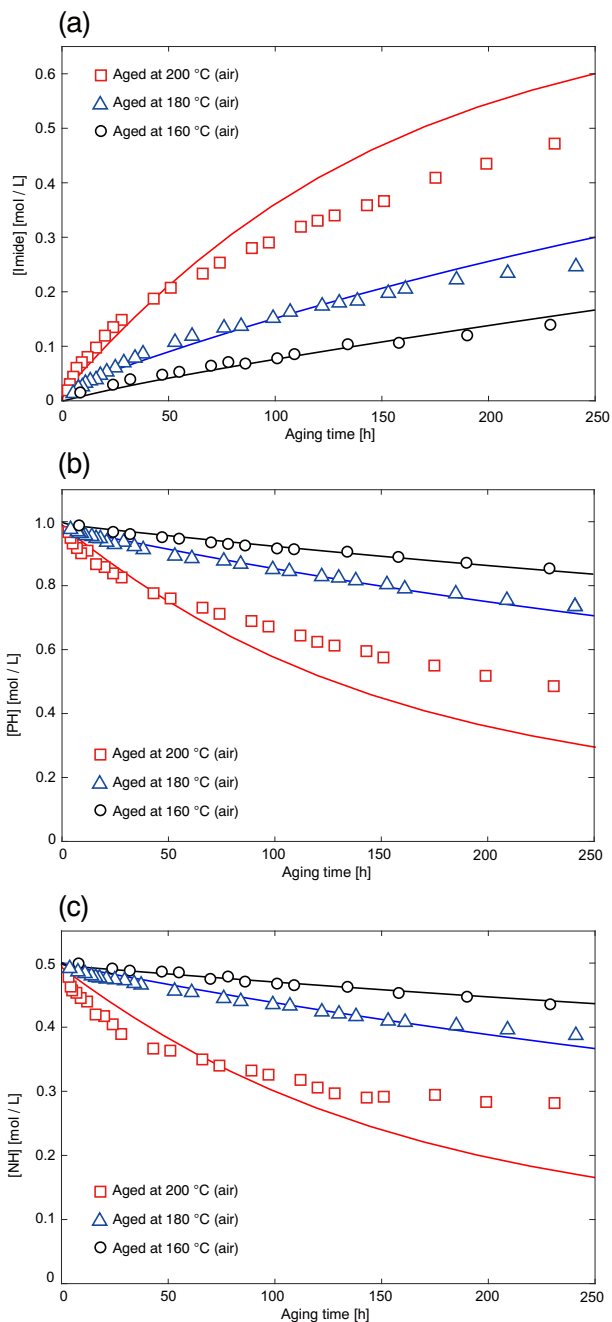 (a)
0.6
0.5
0.4
0.3
0.2
0.1
0
[Imide] [mol / L]
Aged at 200 °C (air)
Aged at 180 °C (air)
Aged at 160 °C (air)
0 50 100 150 200 250
Aging time [h]
(b)
1.0
0.8
0.6
0.4
0.2
0
[PH] [mol / L]
Aged at 200 °C (air)
Aged at 180 °C (air)
Aged at 160 °C (air)
0 50 100 150 200 250
Aging time [h]
(c)
0.5
0.4
0.3
0.2
0.1
0
[NH] [mol / L]
Aged at 200 °C (air)
Aged at 180 °C (air)
Aged at 160 °C (air)
0 50 100 150 200 250
Aging time [h]